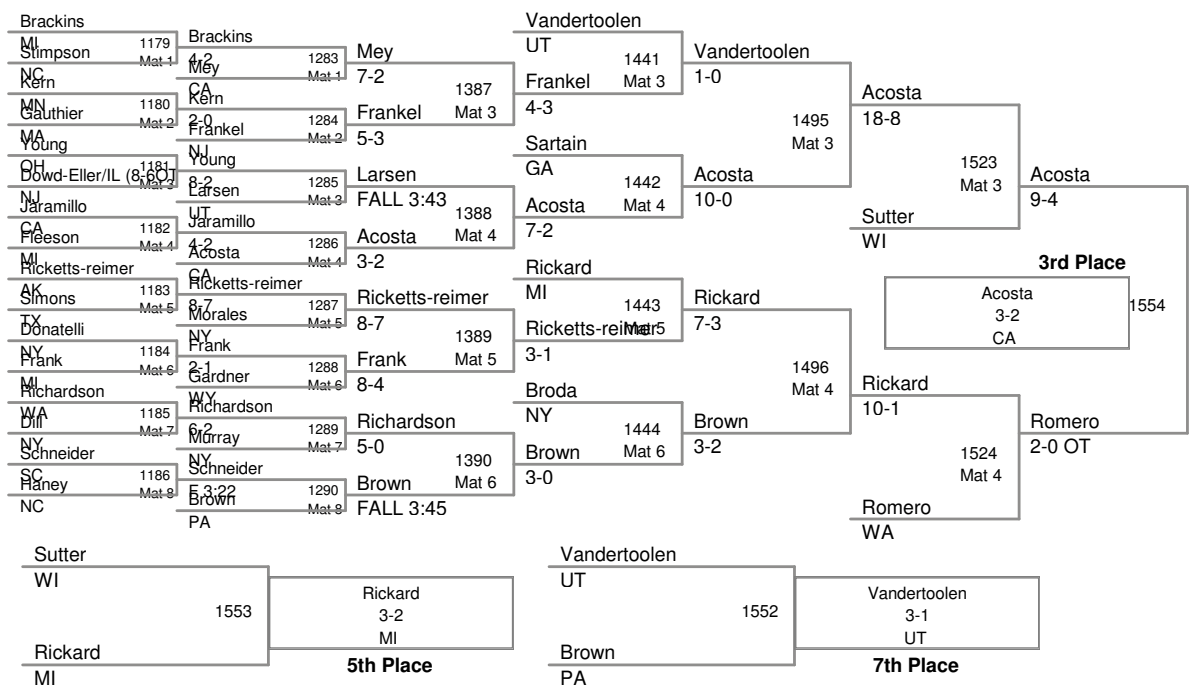 Brackins
MI
Stimpson
NC
1179
Mat 1
Kern
MN
Gauthier
MA
1180
Mat 2
Young
OH
Dowd-Eller/IL (8-6OT
NJ
1181
Mat 3
Jaramillo
CA
Fleeson
MI
1182
Mat 4
Ricketts-reimer
AK
Simons
TX
1183
Mat 5
Donatelli
NY
Frank
MI
1184
Mat 6
Richardson
WA
Dill
NY
1185
Mat 7
Schneider
SC
Haney
NC
1186
Mat 8
Brackins
4-2
Mey
CA
1283
Mat 1
Kern
2-0
Frankel
NJ
1284
Mat 2
Young
8-2
Larsen
UT
1285
Mat 3
Jaramillo
4-2
Acosta
CA
1286
Mat 4
Ricketts-reimer
8-7
Morales
NY
1287
Mat 5
Frank
2-1
Gardner
WY
1288
Mat 6
Richardson
6-2
Murray
NY
1289
Mat 7
Schneider
F 3:22
Brown
PA
1290
Mat 8
Mey
7-2
Frankel
5-3
1387
Mat 3
Larsen
FALL 3:43
Acosta
3-2
1388
Mat 4
Ricketts-reimer
8-7
Frank
8-4
1389
Mat 5
Richardson
5-0
Brown
FALL 3:45
1390
Mat 6
Vandertoolen
UT
Frankel
4-3
1441
Mat 3
Sartain
GA
Acosta
7-2
1442
Mat 4
Rickard
MI
Ricketts-reimer
3-1
1443
Mat 5
Broda
NY
Brown
3-0
1444
Mat 6
Vandertoolen
1-0
Acosta
10-0
1495
Mat 3
Rickard
7-3
Brown
3-2
1496
Mat 4
Acosta
18-8
Sutter
WI
1523
Mat 3
Rickard
10-1
Romero
WA
1524
Mat 4
Acosta
9-4
Romero
2-0 OT
3rd Place
Acosta
3-2
CA
1554
Sutter
WI
Rickard
MI
1553
Rickard
3-2
MI
5th Place
Vandertoolen
UT
Brown
PA
1552
Vandertoolen
3-1
UT
7th Place